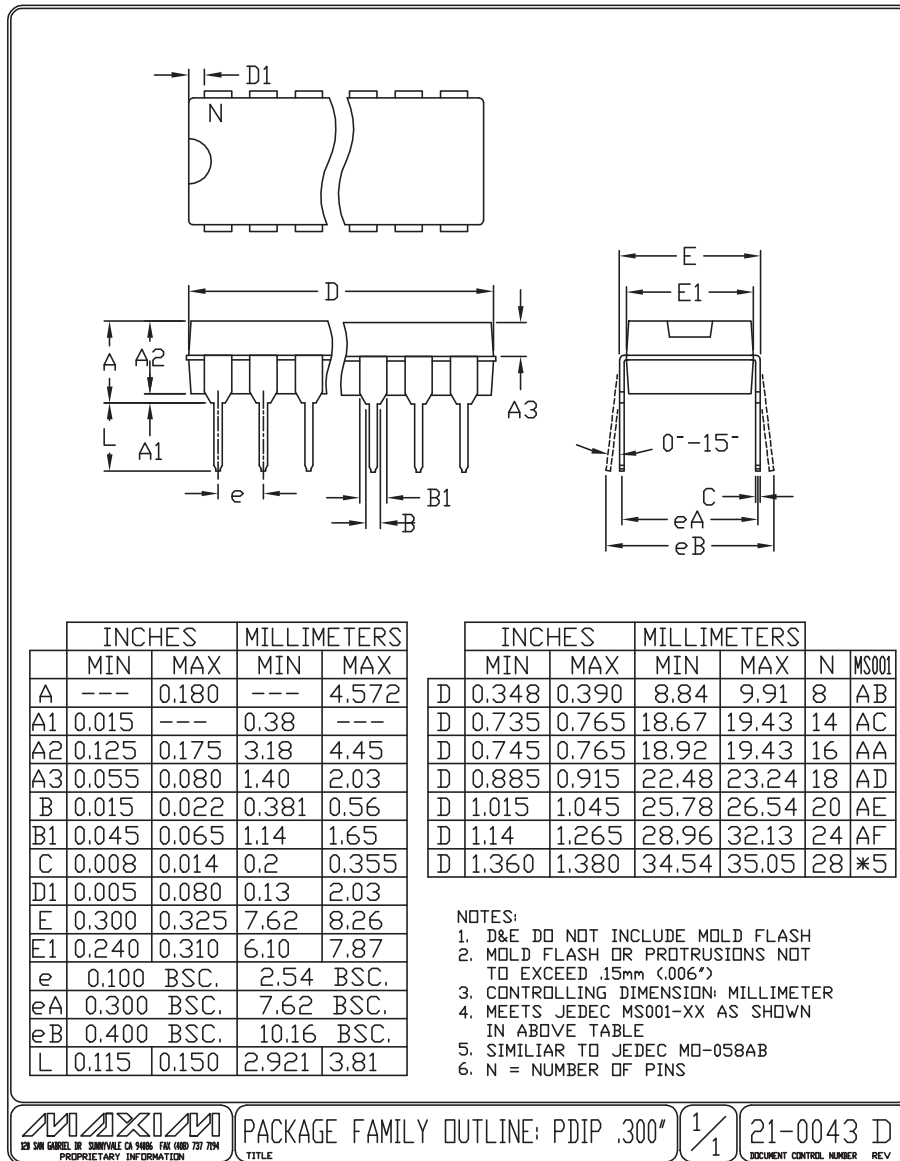 D1
N
D
E
E1
A
A2
A3
L
A1
0°-15°
e
B1
B
C
eA
eB
INCHES MILLIMETERS
MIN MAX MIN MAX
A --- 0.180 --- 4.572
A1 0.015 --- 0.38 ---
A2 0.125 0.175 3.18 4.45
A3 0.055 0.080 1.40 2.03
B 0.015 0.022 0.381 0.56
B1 0.045 0.065 1.14 1.65
C 0.008 0.014 0.2 0.355
D1 0.005 0.080 0.13 2.03
E 0.300 0.325 7.62 8.26
E1 0.240 0.310 6.10 7.87
e 0.100 BSC. 2.54 BSC.
eA 0.300 BSC. 7.62 BSC.
eB 0.400 BSC. 10.16 BSC.
L 0.115 0.150 2.921 3.81
INCHES MILLIMETERS
MIN MAX MIN MAX N MS001
D 0.348 0.390 8.84 9.91 8 AB
D 0.735 0.765 18.67 19.43 14 AC
D 0.745 0.765 18.92 19.43 16 AA
D 0.885 0.915 22.48 23.24 18 AD
D 1.015 1.045 25.78 26.54 20 AE
D 1.14 1.265 28.96 32.13 24 AF
D 1.360 1.380 34.54 35.05 28 *5
NOTES:
1. D&E DO NOT INCLUDE MOLD FLASH
2. MOLD FLASH OR PROTRUSIONS NOT
TO EXCEED .15mm (.006")
3. CONTROLLING DIMENSION: MILLIMETER
4. MEETS JEDEC MS001-XX AS SHOWN
IN ABOVE TABLE
5. SIMILIAR TO JEDEC MO-058AB
6. N = NUMBER OF PINS
MAXIM
120 SAN GABRIEL DR SUNNYVALE CA 94086 FAX (408) 737 7194
PROPRIETARY INFORMATION
PACKAGE FAMILY OUTLINE: PDIP .300"
TITLE
1/1
21-0043 D
DOCUMENT CONTROL NUMBER REV